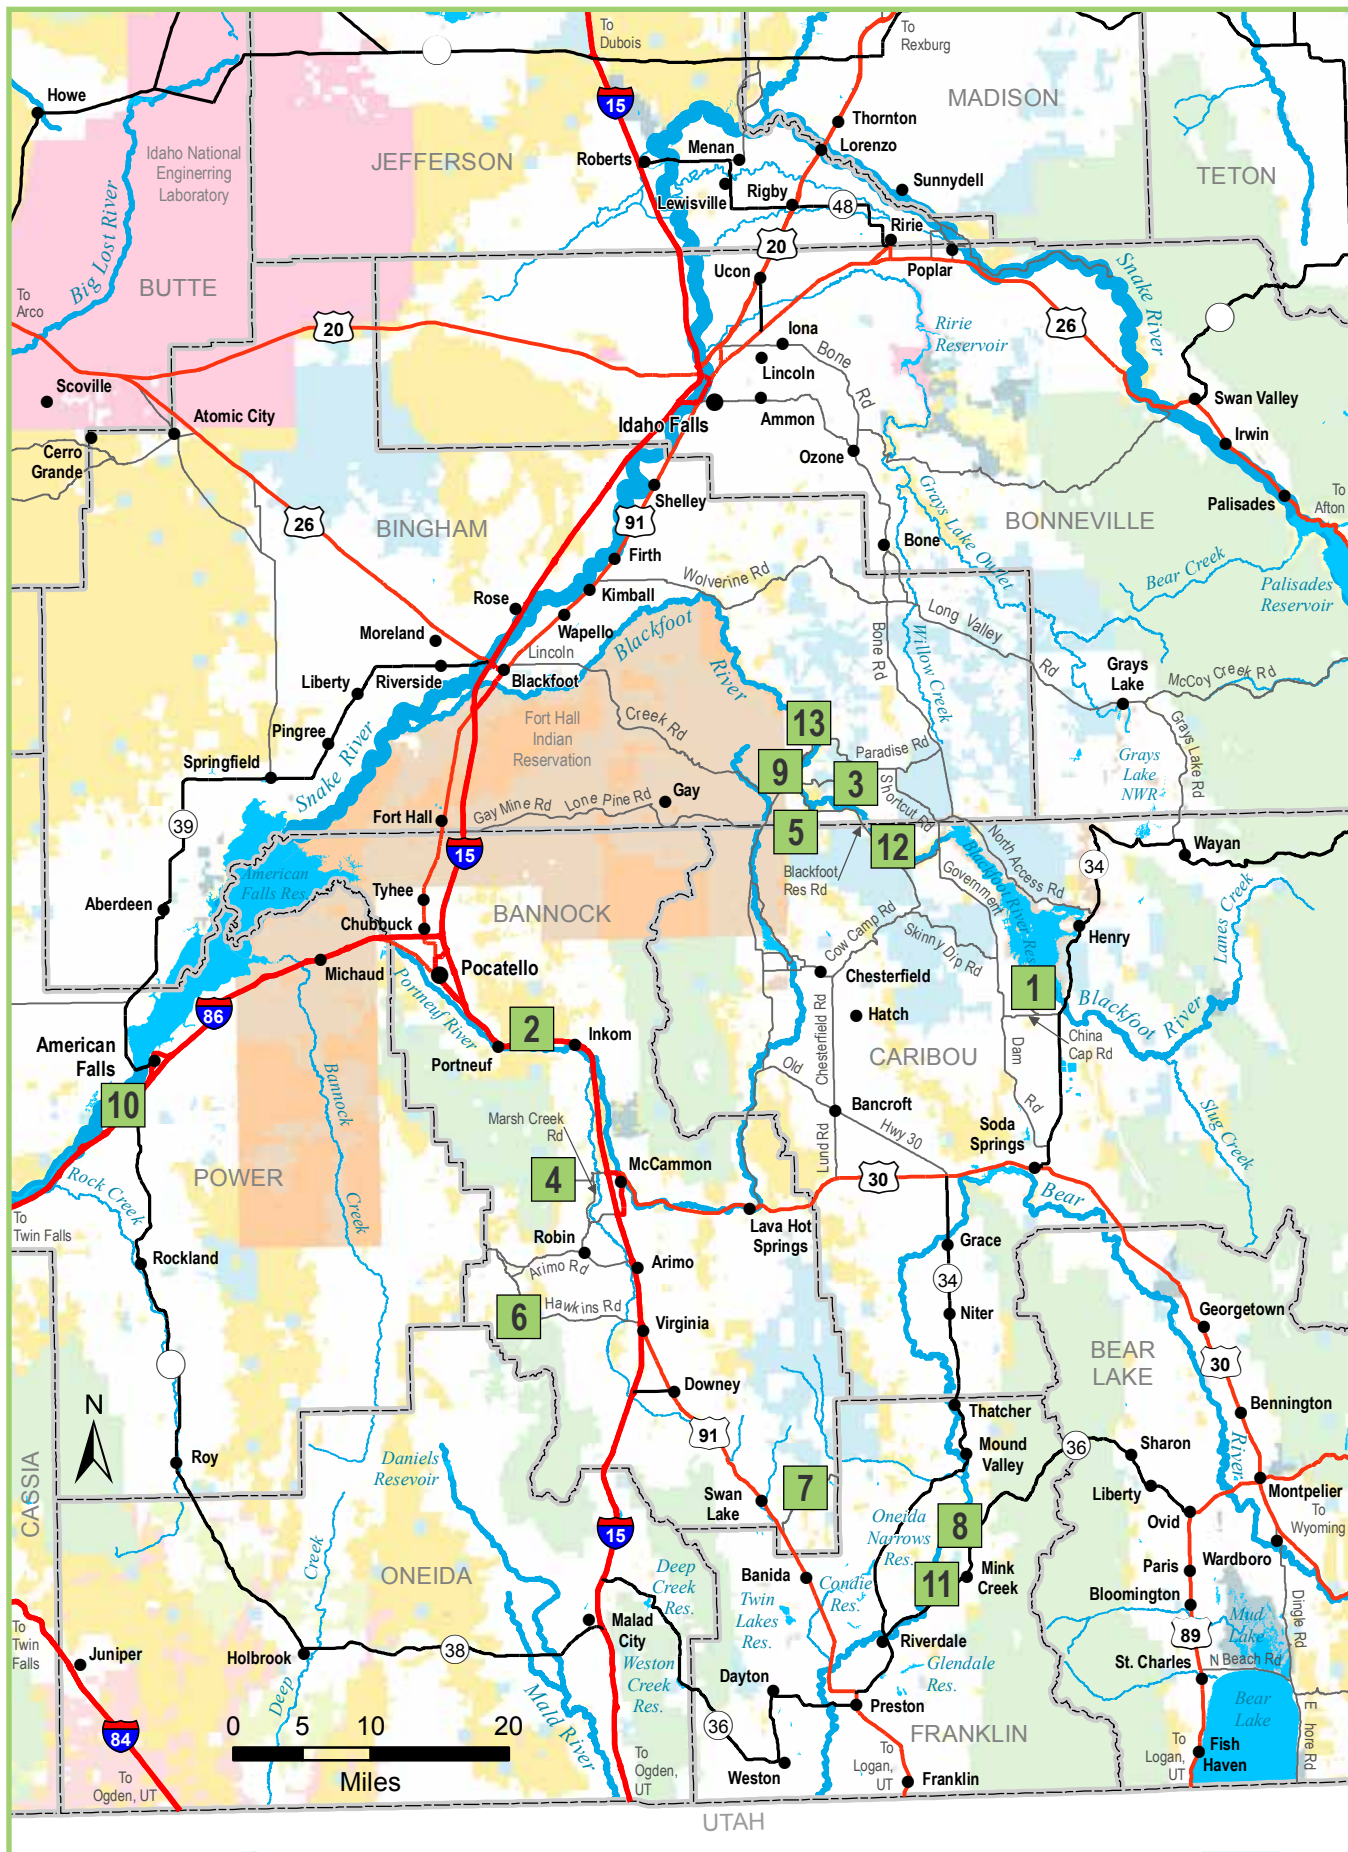 To
Dubois
To
Rexburg
Howe
15
MADISON
Thornton
Idaho National
Enginerring
Laboratory
JEFFERSON
Roberts
Menan
Lorenzo
TETON
Sunnydell
Lewisville
Rigby
48
Big Lost River
20
Ririe
Ucon
Poplar
Snake River
BUTTE
To
Arco
20
Iona
Bone
Rd
Ririe
Reservoir
26
Lincoln
Scoville
Atomic City
Idaho Falls
Ammon
Swan Valley
Cerro
Grande
Ozone
Irwin
Shelley
Grays Lake Outlet
Palisades
To
Afton
26
BINGHAM
91
BONNEVILLE
Firth
Bone
Bear Creek
Palisades
Reservoir
Wolverine Rd
Rose
Kimball
Wapello
Blackfoot
River
Long Valley
Rd
Bone Rd
Willow Creek
Moreland
Lincoln
Liberty
Riverside
Blackfoot
Grays
Lake
McCoy Creek Rd
Fort Hall
Indian
Reservation
Creek Rd
13
Pingree
Paradise Rd
Grays
Lake
NWR
Grays Lake Rd
Springfield
9
3
Snake River
Gay
Shortcut Rd
39
Fort Hall
Gay Mine Rd
Lone Pine Rd
5
12
15
Blackfoot
Res Rd
North Access Rd
34
Wayan
American
Falls Res.
Tyhee
Government
Dam
Rd
Blackfoot River Res.
Lanes Creek
Aberdeen
BANNOCK
Chubbuck
Cow Camp Rd
Skinny Dip Rd
Henry
Michaud
Pocatello
Chesterfield
1
Portneuf River
86
Hatch
Blackfoot River
2
Inkom
Chesterfield Rd
China
Cap Rd
American
Falls
Portneuf
CARIBOU
Old
Hwy 30
10
Bannock
Creek
Bancroft
Slug Creek
Marsh Creek
Rd
Soda
Springs
Lund Rd
McCammon
POWER
4
30
Rock Creek
Bear
To
Twin Falls
Lava Hot
Springs
Robin
Grace
Rockland
Arimo
Arimo Rd
34
6
Hawkins Rd
Niter
Georgetown
Virginia
BEAR
LAKE
30
Downey
N
Thatcher
Bennington
91
River
36
Mound
Valley
Sharon
Daniels
Resevoir
Roy
CASSIA
7
Swan
Lake
Liberty
Montpelier
15
Oneida
Narrows
Res.
8
Ovid
To
Wyoming
Creek
Deep
Creek
Res.
Banida
Condie
Res.
Mink
Creek
Paris
Wardboro
ONEIDA
Twin
Lakes
Res.
11
Bloomington
To
Twin
Falls
Malad
City
Mud
Lake
Dingle Rd
Juniper
Holbrook
38
Riverdale
89
Weston
Creek
Res.
Glendale
Res.
St. Charles
N Beach Rd
Deep
Dayton
Preston
Bear
Lake
0 5 10 20
Miles
84
Mald River
36
FRANKLIN
E hore Rd
To
Ogden, UT
To
Ogden,
UT
Weston
To
Logan,
UT
Franklin
To
Logan,
UT
Fish
Haven
UTAH